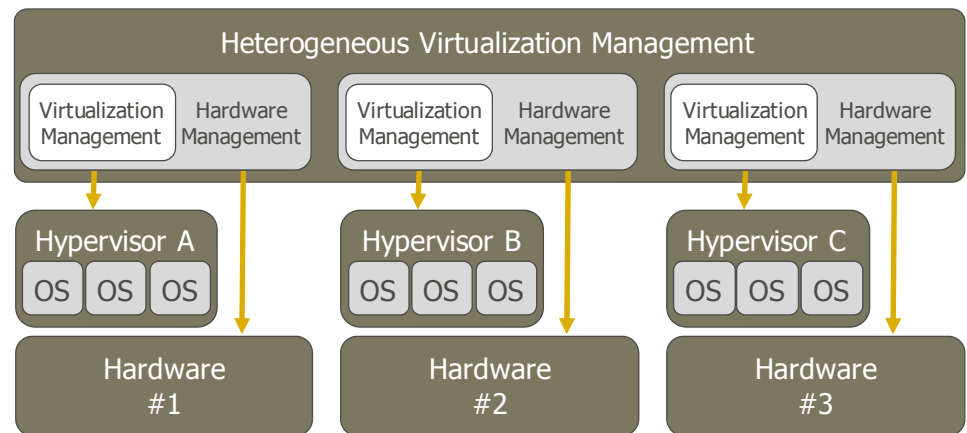 Heterogeneous Virtualization Management
Virtualization
Management
Hardware
Management
Virtualization
Management
Hardware
Management
Virtualization
Management
Hardware
Management
Hypervisor A
OS OS OS
Hypervisor B
OS OS OS
Hypervisor C
OS OS OS
Hardware
#1
Hardware
#2
Hardware
#3